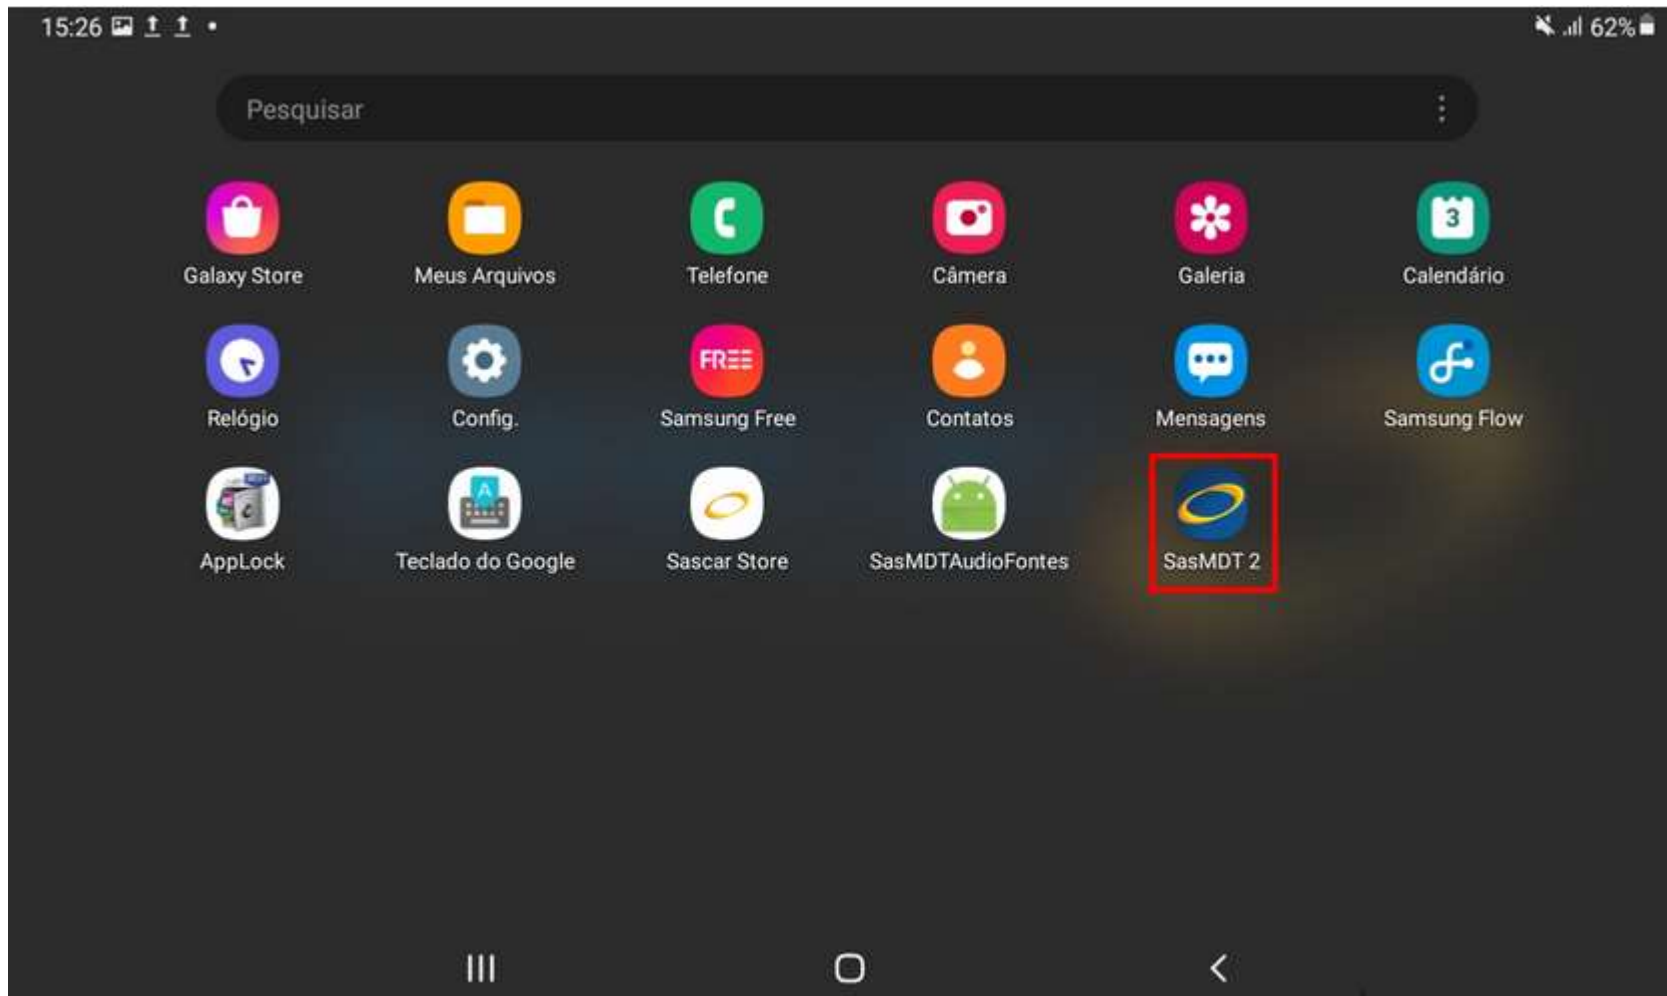 15:26 62%
Pesquisar
3
Galaxy Store Meus Arquivos Telefone Câmera Galeria Calendário
FREE
Relógio Config. Samsung Free Contatos Mensagens Samsung Flow
A
AppLock Teclado do Google Sascar Store SasMDTAudioFontes SasMDT 2